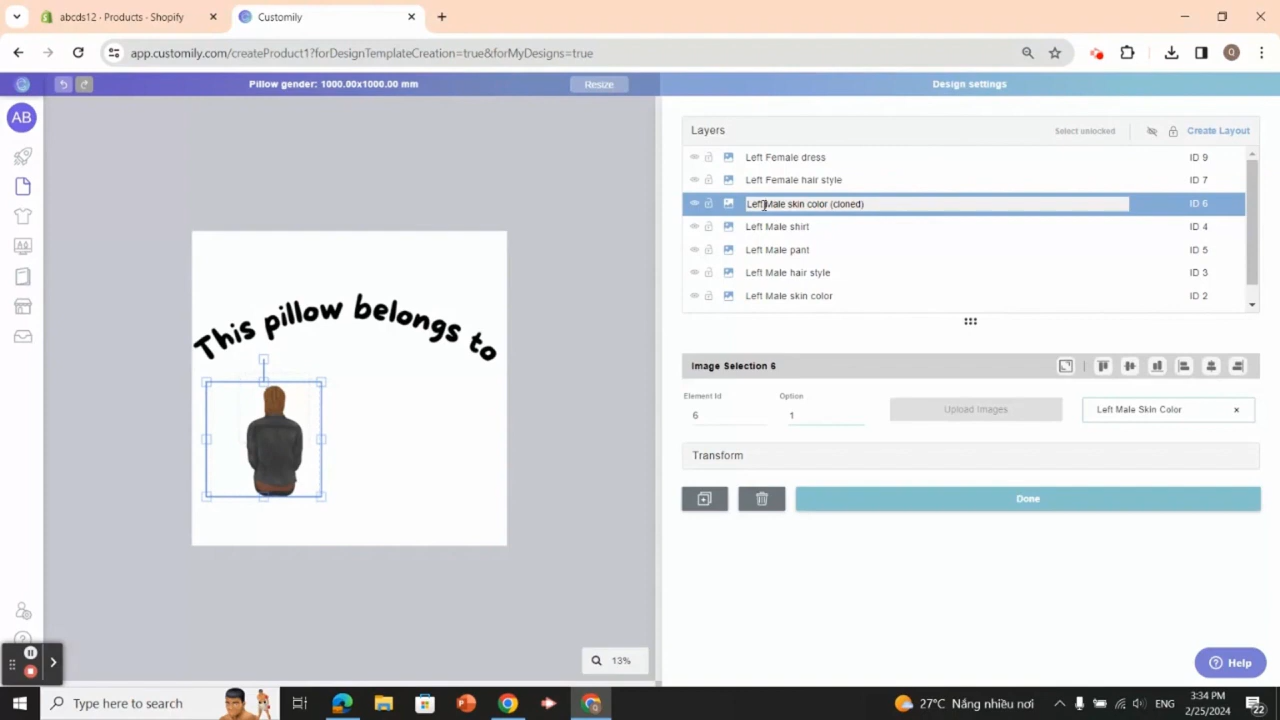 abcds12 · Products · Shopify
Customily
app.customily.com/createProduct1?forDesignTemplateCreation=true&forMyDesigns=true
Q
Pillow gender: 1000.00x1000.00 mm
Resize
Design settings
AB
Layers
Select unlocked
Create Layout
Left Female dress
ID 9
Left Female hair style
ID 7
Left Male skin color (cloned)
ID 6
Left Male shirt
ID 4
Left Male pant
ID 5
Left Male hair style
ID 3
Left Male skin color
ID 2
This pillow belongs to
Image Selection 6
Element Id
Option
6
1
Upload Images
Left Male Skin Color
Transform
Done
13%
Help
Type here to search
27°C Nắng nhiều nơi
ENG
3:34 PM
2/25/2024
22